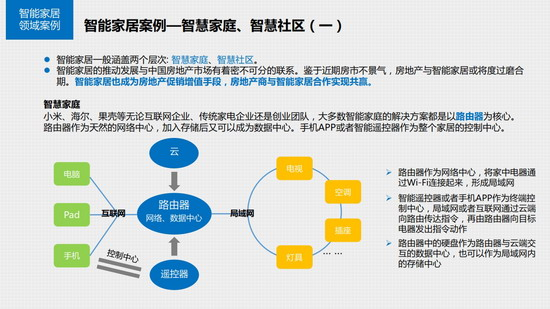 智能家居
领域案例
智能家居案例—智慧家庭、智慧社区（一）
智能家居一般涵盖两个层次: 智慧家庭、智慧社区。
智能家居的推动发展与中国房地产市场有着密不可分的联系。鉴于近期房市不景气，房地产与智能家居或将度过磨合
期。智能家居也成为房地产促销增值手段，房地产商与智能家居合作实现共赢。
智慧家庭
小米、海尔、果壳等无论互联网企业、传统家电企业还是创业团队，大多数智能家庭的解决方案都是以路由器为核心。
路由器作为天然的网络中心，加入存储后又可以成为数据中心。手机APP或者智能遥控器作为整个家居的控制中心。
云
电脑
Pad
手机
互联网
路由器
网络、数据中心
局域网
控制中心
遥控器
电视
空调
插座
灯具
… …
路由器作为网络中心，将家中电器通
过Wi-Fi连接起来，形成局域网
智能遥控器或者手机APP作为终端控
制中心，局域网或者互联网通过云端
向路由传达指令，再由路由器向目标
电器发出指令动作
路由器中的硬盘作为路由器与云端交
互的数据中心，也可以作为局域网内
的存储中心